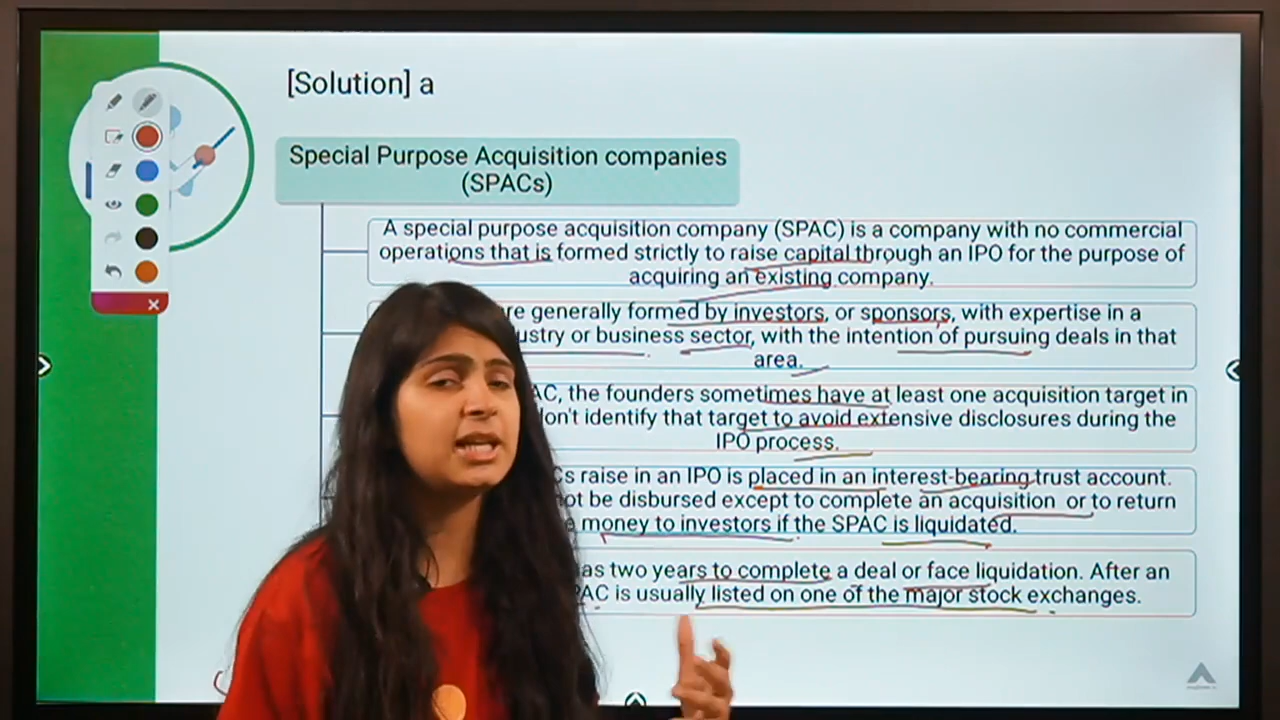 [Solution] a
Special Purpose Acquisition companies
(SPACs)
A special purpose acquisition company (SPAC) is a company with no commercial
operations that is formed strictly to raise capital through an IPO for the purpose of
acquiring an existing company.
re generally formed by investors, or sponsors, with expertise in a
ustry or business sector, with the intention of pursuing deals in that
area.
AC, the founders sometimes have at least one acquisition target in
on't identify that target to avoid extensive disclosures during the
IPO process.
Cs raise in an IPO is placed in an interest-bearing trust account.
ot be disbursed except to complete an acquisition or to return
money to investors if the SPAC is liquidated.
as two years to complete a deal or face liquidation. After an
PAC is usually listed on one of the major stock exchanges.